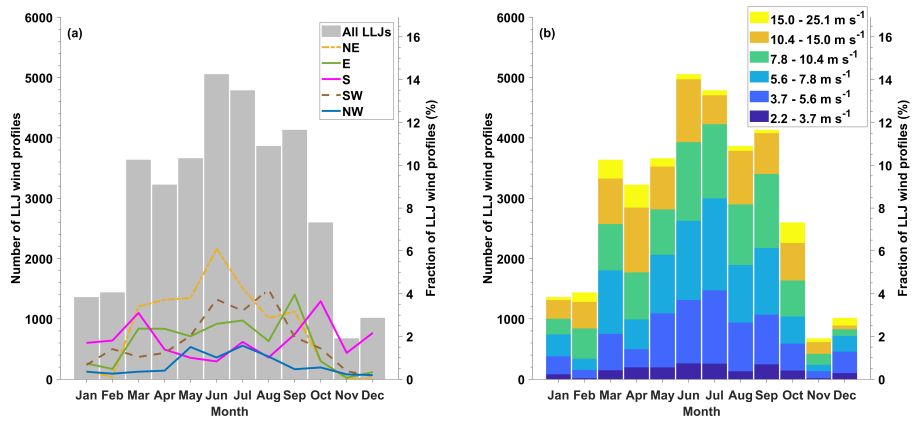 (a)
All LLJs
NE
E
S
SW
NW
Number of LLJ wind profiles
6000
5000
4000
3000
2000
1000
0
Fraction of LLJ wind profiles (%)
16
14
12
10
8
6
4
2
0
Jan Feb Mar Apr May Jun Jul Aug Sep Oct Nov Dec
Month
(b)
15.0 - 25.1 m s⁻¹
10.4 - 15.0 m s⁻¹
7.8 - 10.4 m s⁻¹
5.6 - 7.8 m s⁻¹
3.7 - 5.6 m s⁻¹
2.2 - 3.7 m s⁻¹
Number of LLJ wind profiles
6000
5000
4000
3000
2000
1000
0
Fraction of LLJ wind profiles (%)
16
14
12
10
8
6
4
2
0
Jan Feb Mar Apr May Jun Jul Aug Sep Oct Nov Dec
Month